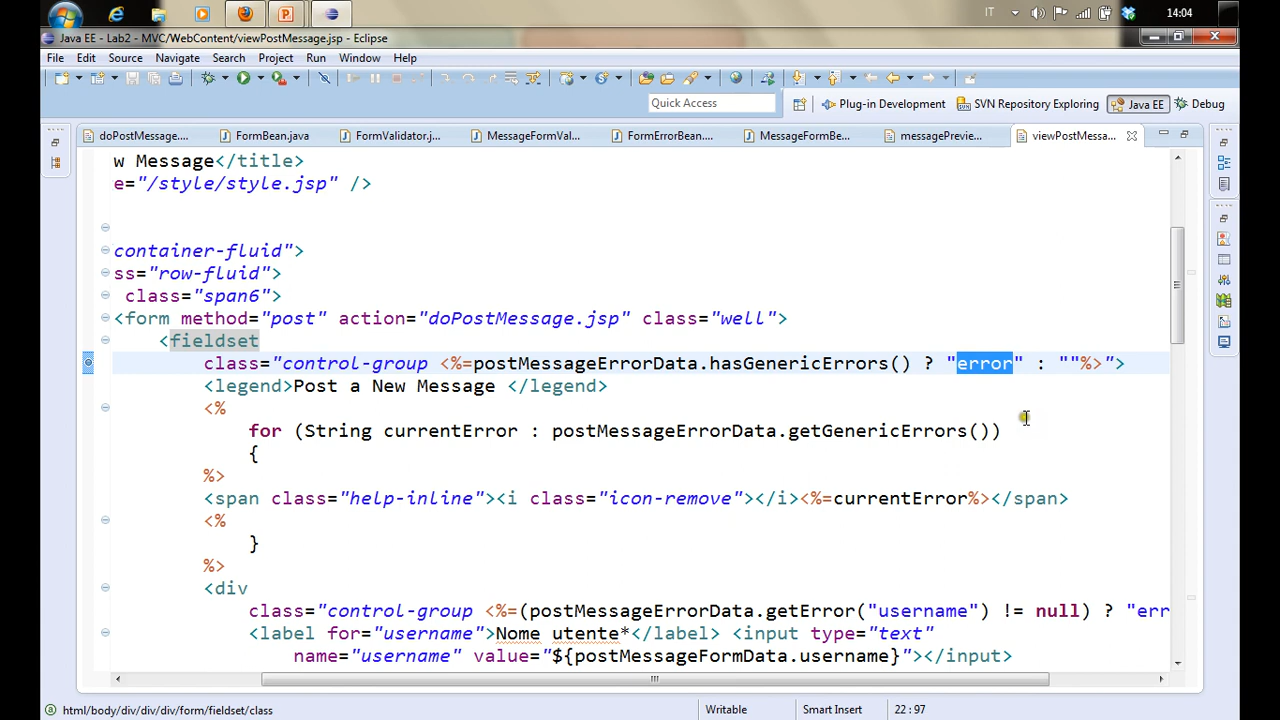 IT 14:04
Java EE - Lab2 - MVC/WebContent/viewPostMessage.jsp - Eclipse
File Edit Source Navigate Search Project Run Window Help
Quick Access Plug-in Development SVN Repository Exploring Java EE Debug
doPostMessage.... FormBean.java FormValidator.j... MessageFormVal... FormErrorBean.... MessageFormBe... messagePrevie... viewPostMessa...
w Message</title>
e="/style/style.jsp" />
container-fluid">
ss="row-fluid">
class="span6">
<form method="post" action="doPostMessage.jsp" class="well">
<fieldset
class="control-group <%=postMessageErrorData.hasGenericErrors() ? "error" : ""%>">
<legend>Post a New Message </legend>
<%
for (String currentError : postMessageErrorData.getGenericErrors())
{
%>
<span class="help-inline"><i class="icon-remove"></i><%=currentError%></span>
<%
}
%>
<div
class="control-group <%=(postMessageErrorData.getError("username") != null) ? "err
<label for="username">Nome utente*</label> <input type="text"
name="username" value="${postMessageFormData.username}"></input>
html/body/div/div/div/form/fieldset/class Writable Smart Insert 22 : 97